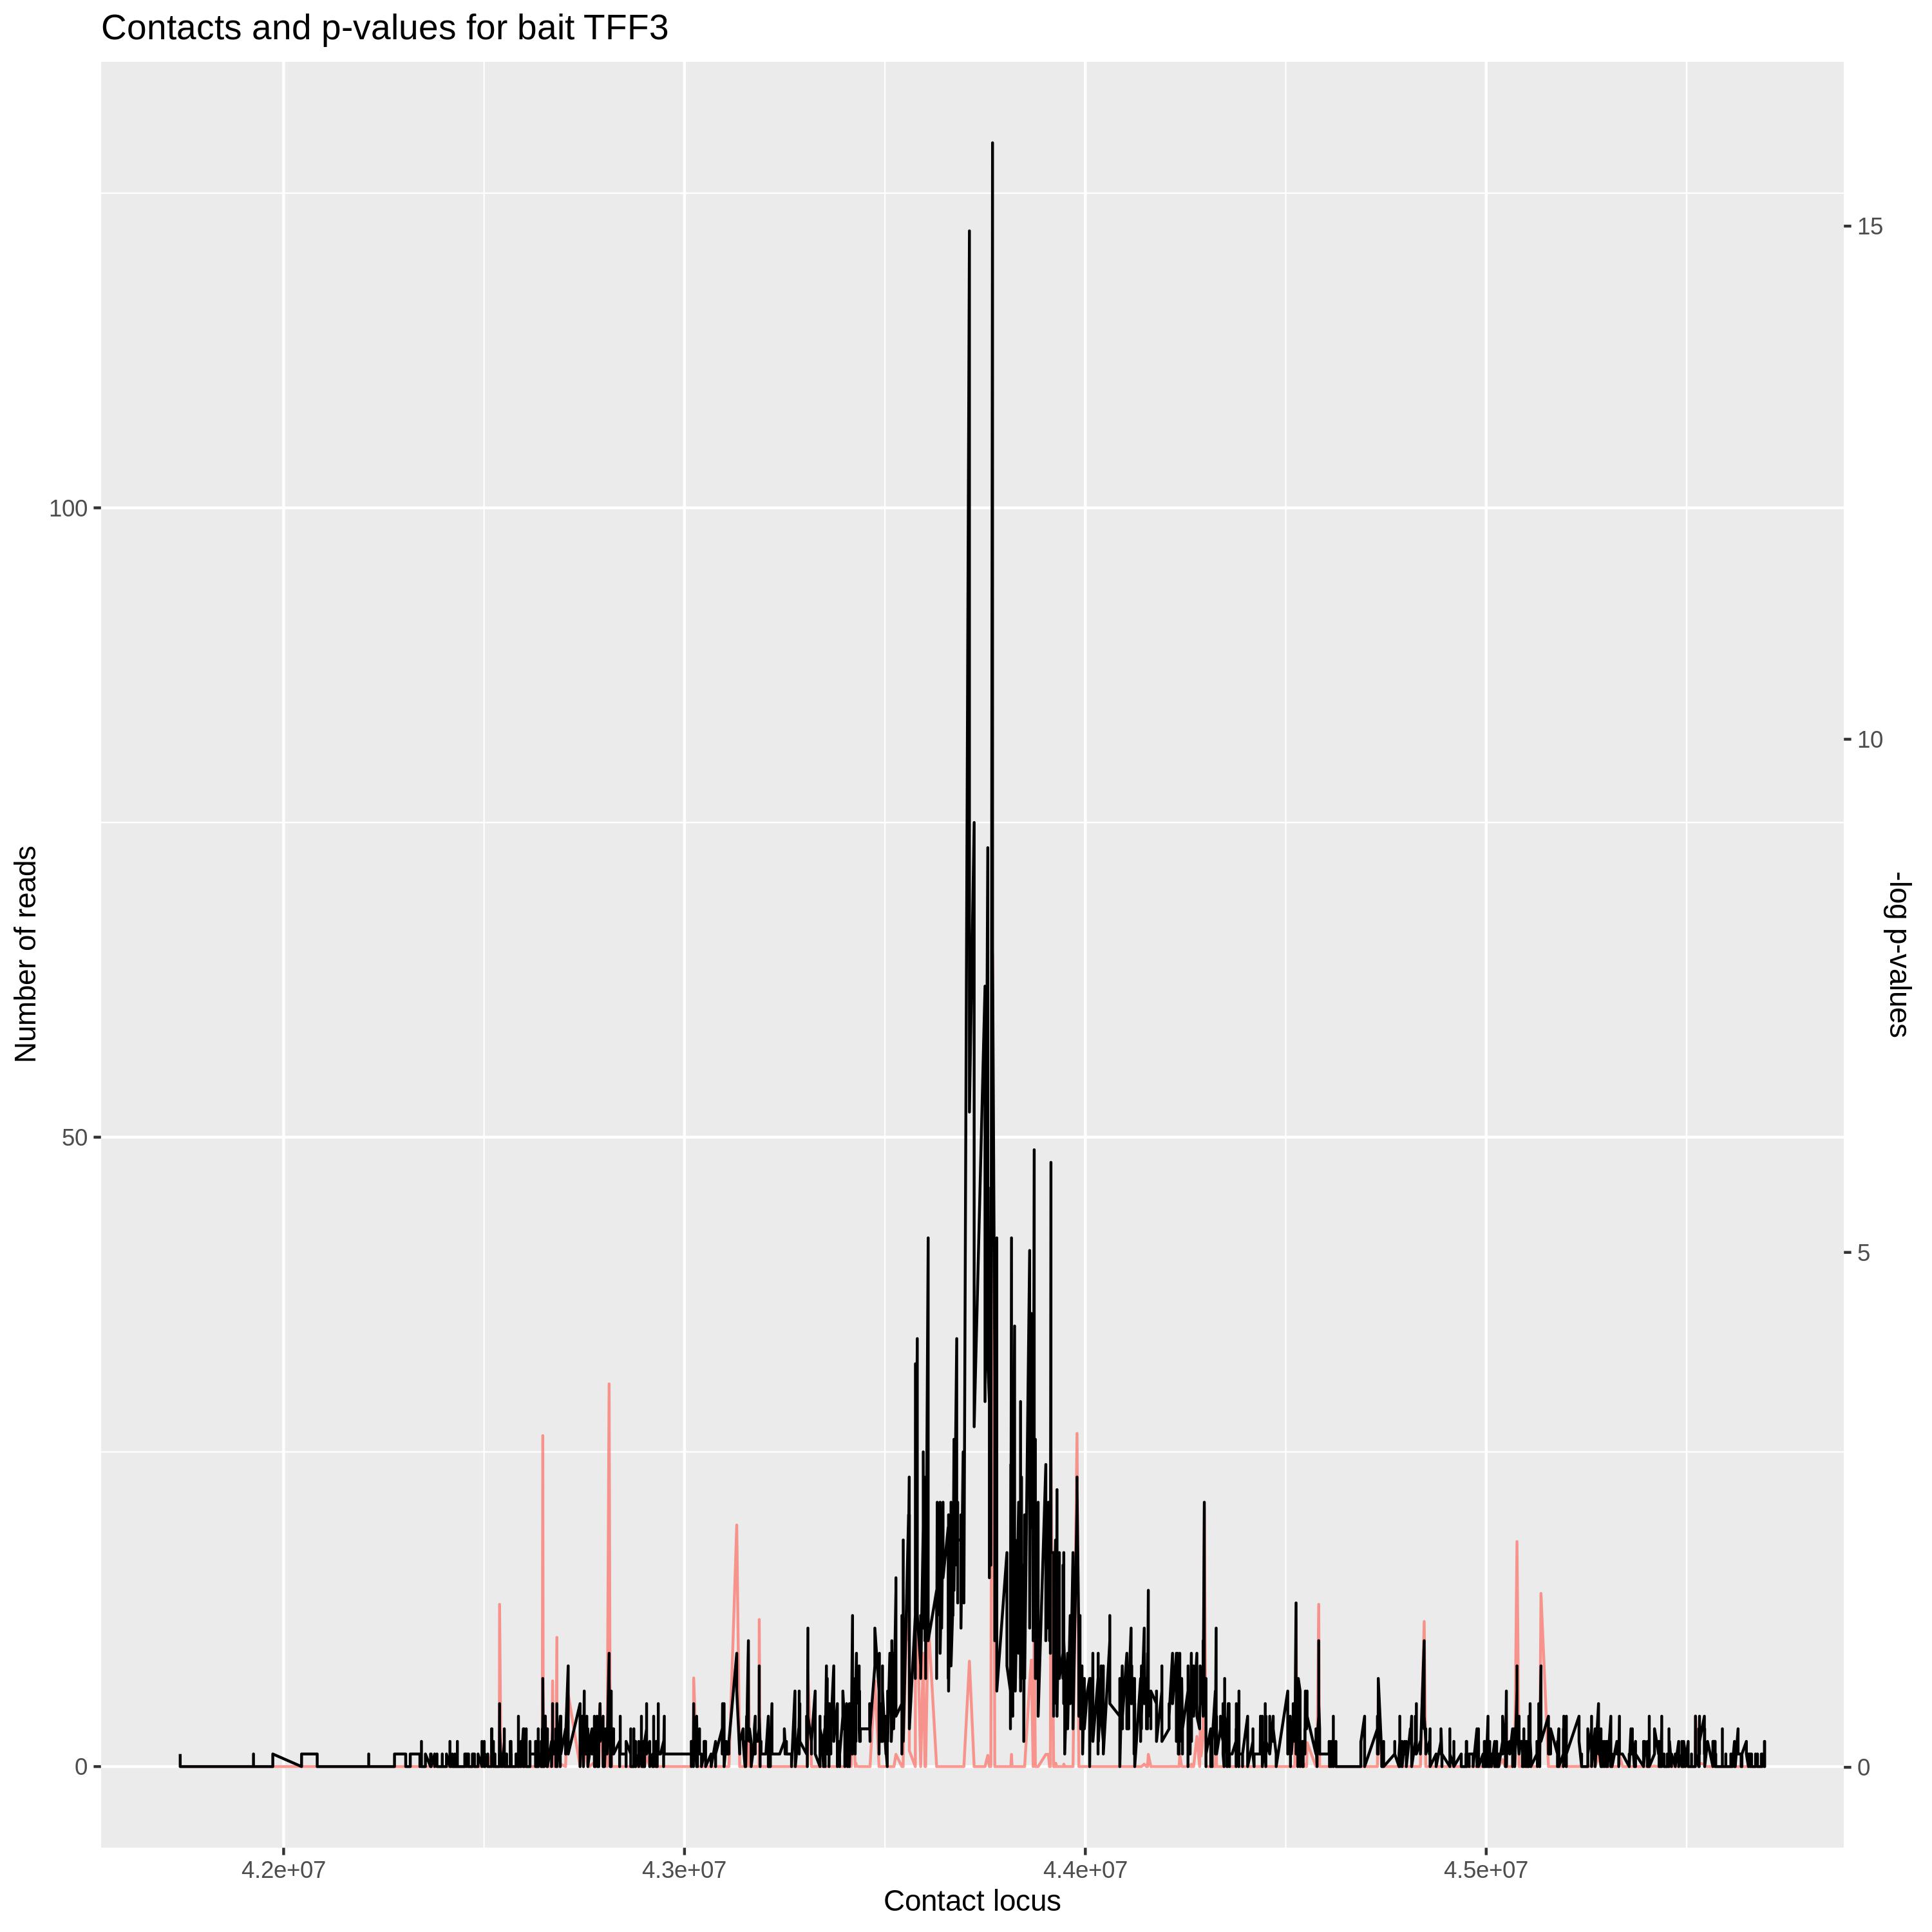 Contacts and p-values for bait TFF3
15
100
10
Number of reads
-log p-values
50
5
0
0
4.2e+07
4.3e+07
4.4e+07
4.5e+07
Contact locus